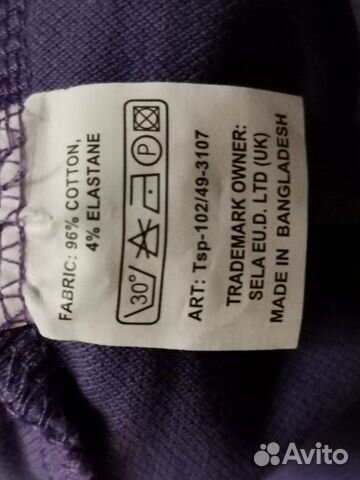 FABRIC: 96% COTTON,
4% ELASTANE
30° P
ART: Tsp-102/49-3107
TRADEMARK OWNER:
SELA EU.D. LTD (UK)
MADE IN BANGLADESH
Avito